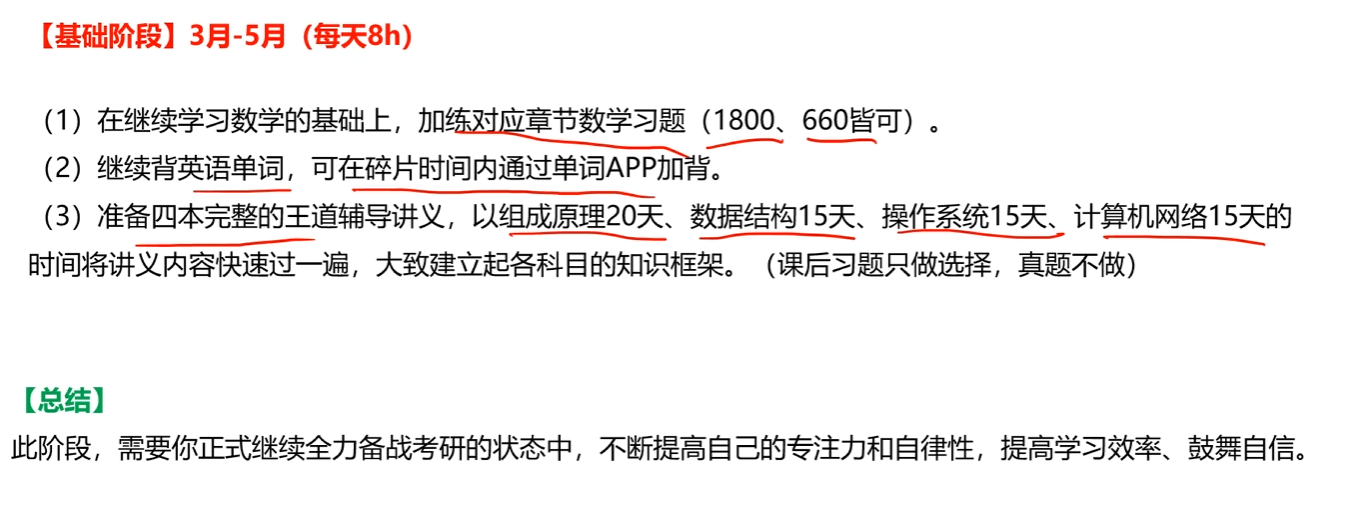 【基础阶段】3月-5月（每天8h）
（1）在继续学习数学的基础上，加练对应章节数学习题（1800、660皆可）。
（2）继续背英语单词，可在碎片时间内通过单词APP加背。
（3）准备四本完整的王道辅导讲义，以组成原理20天、数据结构15天、操作系统15天、计算机网络15天的
时间将讲义内容快速过一遍，大致建立起各科目的知识框架。（课后习题只做选择，真题不做）
【总结】
此阶段，需要你正式继续全力备战考研的状态中，不断提高自己的专注力和自律性，提高学习效率、鼓舞自信。